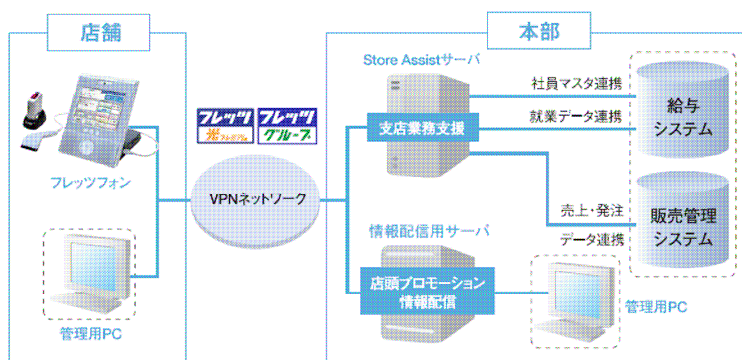 店舗
フレッツフォン
管理用PC
フレッツ
フレッツ
グループ
VPNネットワーク
本部
Store Assistサーバ
支店業務支援
社員マスタ連携
就業データ連携
給与
システム
売上・発注
データ連携
販売管理
システム
情報配信用サーバ
店頭プロモーション
情報配信
管理用PC